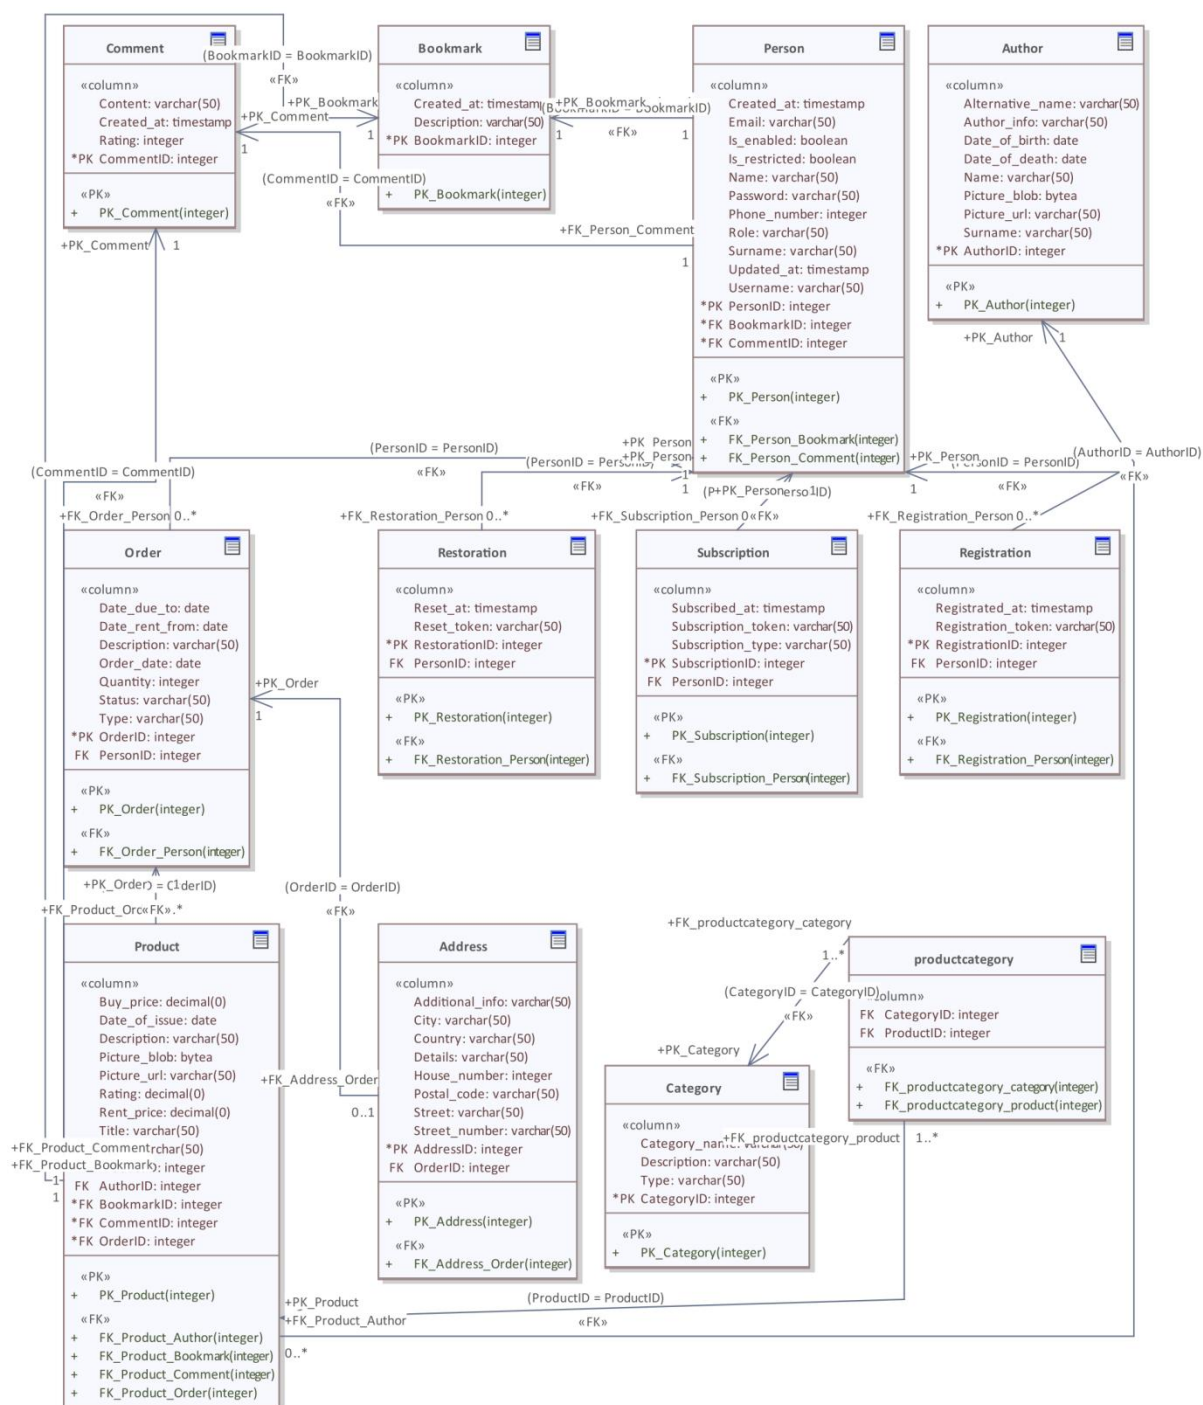 Comment
«column»
Content: varchar(50)
Created_at: timestamp
Rating: integer
*PK CommentID: integer
«PK»
+ PK_Comment(integer)
(BookmarkID = BookmarkID)
«FK»
+PK_Bookmark
+PK_Comment
1
1
Bookmark
«column»
Created_at: timestamp
Description: varchar(50)
*PK BookmarkID: integer
«PK»
+ PK_Bookmark(integer)
+PK_Bookmark
BookmarkID)
«FK»
1
1
(CommentID = CommentID)
«FK»
+FK_Person_Comment
1
Person
«column»
Created_at: timestamp
Email: varchar(50)
Is_enabled: boolean
Is_restricted: boolean
Name: varchar(50)
Password: varchar(50)
Phone_number: integer
Role: varchar(50)
Surname: varchar(50)
Updated_at: timestamp
Username: varchar(50)
*PK PersonID: integer
*FK BookmarkID: integer
*FK CommentID: integer
«PK»
+ PK_Person(integer)
«FK»
+ FK_Person_Bookmark(integer)
+ FK_Person_Comment(integer)
Author
«column»
Alternative_name: varchar(50)
Author_info: varchar(50)
Date_of_birth: date
Date_of_death: date
Name: varchar(50)
Picture_blob: bytea
Picture_url: varchar(50)
Surname: varchar(50)
*PK AuthorID: integer
«PK»
+ PK_Author(integer)
+PK_Author
1
+PK_Comment
1
(CommentID = CommentID)
«FK»
(PersonID = PersonID)
«FK»
+PK_Person
+PK_Person
(PersonID = PersonID)
«FK»
1
1
+PK_Person
(PersonID = PersonID)
«FK»
1
(AuthorID = AuthorID)
«FK»
+PK_Person
1
+FK_Order_Person 0..*
+FK_Restoration_Person 0..*
+FK_Subscription_Person 0
«FK»
+FK_Registration_Person 0..*
Order
«column»
Date_due_to: date
Date_rent_from: date
Description: varchar(50)
Order_date: date
Quantity: integer
Status: varchar(50)
Type: varchar(50)
*PK OrderID: integer
FK PersonID: integer
«PK»
+ PK_Order(integer)
«FK»
+ FK_Order_Person(integer)
+PK_Order
1
Restoration
«column»
Reset_at: timestamp
Reset_token: varchar(50)
*PK RestorationID: integer
FK PersonID: integer
«PK»
+ PK_Restoration(integer)
«FK»
+ FK_Restoration_Person(integer)
Subscription
«column»
Subscribed_at: timestamp
Subscription_token: varchar(50)
Subscription_type: varchar(50)
*PK SubscriptionID: integer
FK PersonID: integer
«PK»
+ PK_Subscription(integer)
«FK»
+ FK_Subscription_Person(integer)
Registration
«column»
Registrated_at: timestamp
Registration_token: varchar(50)
*PK RegistrationID: integer
FK PersonID: integer
«PK»
+ PK_Registration(integer)
«FK»
+ FK_Registration_Person(integer)
+PK_Order
1
«FK»
(OrderID = OrderID)
«FK»
+FK_Address_Order
0..1
Product
«column»
Buy_price: decimal(0)
Date_of_issue: date
Description: varchar(50)
Picture_blob: bytea
Picture_url: varchar(50)
Rating: decimal(0)
Rent_price: decimal(0)
Title: varchar(50)
+FK_Product_Comment
+FK_Product_Bookmark
integer
1
1
FK AuthorID: integer
*FK BookmarkID: integer
*FK CommentID: integer
*FK OrderID: integer
«PK»
+ PK_Product(integer)
«FK»
+ FK_Product_Author(integer)
+ FK_Product_Bookmark(integer)
+ FK_Product_Comment(integer)
+ FK_Product_Order(integer)
Address
«column»
Additional_info: varchar(50)
City: varchar(50)
Country: varchar(50)
Details: varchar(50)
House_number: integer
Postal_code: varchar(50)
Street: varchar(50)
Street_number: varchar(50)
*PK AddressID: integer
FK OrderID: integer
«PK»
+ PK_Address(integer)
«FK»
+ FK_Address_Order(integer)
+FK_productcategory_category
1..*
(CategoryID = CategoryID)
«FK»
+PK_Category
productcategory
FK CategoryID: integer
FK ProductID: integer
«FK»
+ FK_productcategory_category(integer)
+ FK_productcategory_product(integer)
+FK_productcategory_product
1..*
Category
«column»
Description: varchar(50)
Type: varchar(50)
*PK CategoryID: integer
«PK»
+ PK_Category(integer)
+PK_Product
(ProductID = ProductID)
+FK_Product_Author
«FK»
0..*